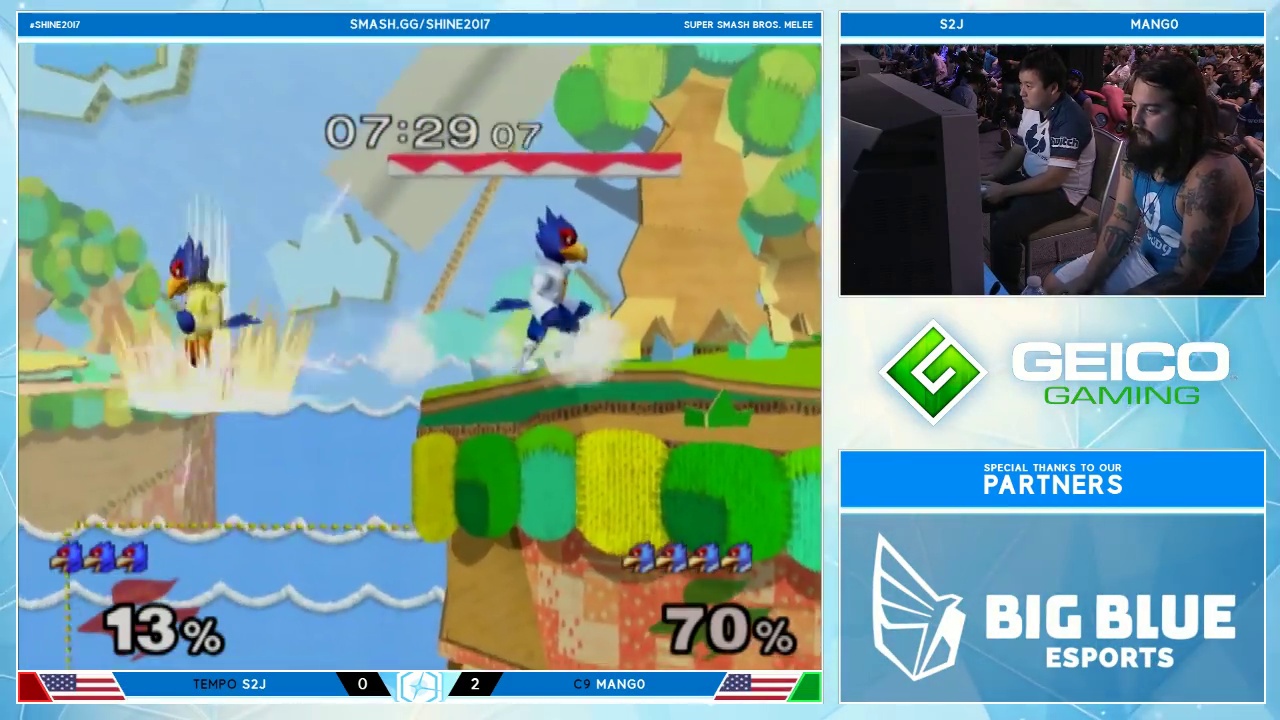 #SHINE2017
SMASH.GG/SHINE2017
SUPER SMASH BROS. MELEE
S2J
MANG0
07:29 07
twitch
GEICO
GAMING
SPECIAL THANKS TO OUR
PARTNERS
BIG BLUE
ESPORTS
13%
70%
TEMPO S2J
0
2
C9 MANG0